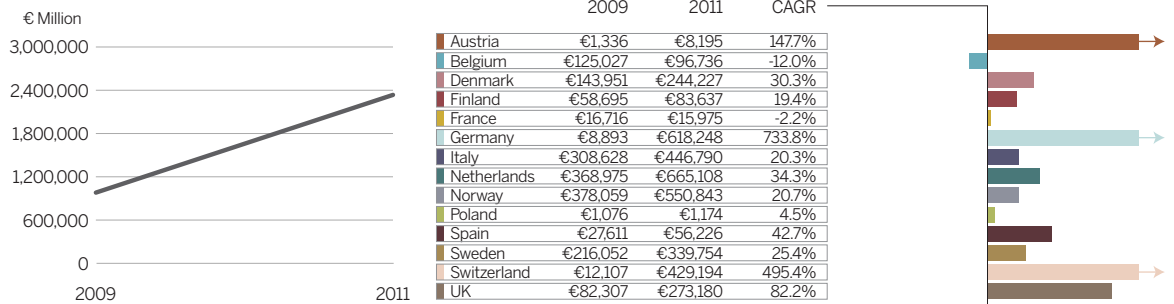 € Million
3,000,000
2,400,000
1,800,000
1,200,000
600,000
0
2009 2011
2009 2011 CAGR
Austria €1,336 €8,195 147.7%
Belgium €125,027 €96,736 -12.0%
Denmark €143,951 €244,227 30.3%
Finland €58,695 €83,637 19.4%
France €16,716 €15,975 -2.2%
Germany €8,893 €618,248 733.8%
Italy €308,628 €446,790 20.3%
Netherlands €368,975 €665,108 34.3%
Norway €378,059 €550,843 20.7%
Poland €1,076 €1,174 4.5%
Spain €27,611 €56,226 42.7%
Sweden €216,052 €339,754 25.4%
Switzerland €12,107 €429,194 495.4%
UK €82,307 €273,180 82.2%